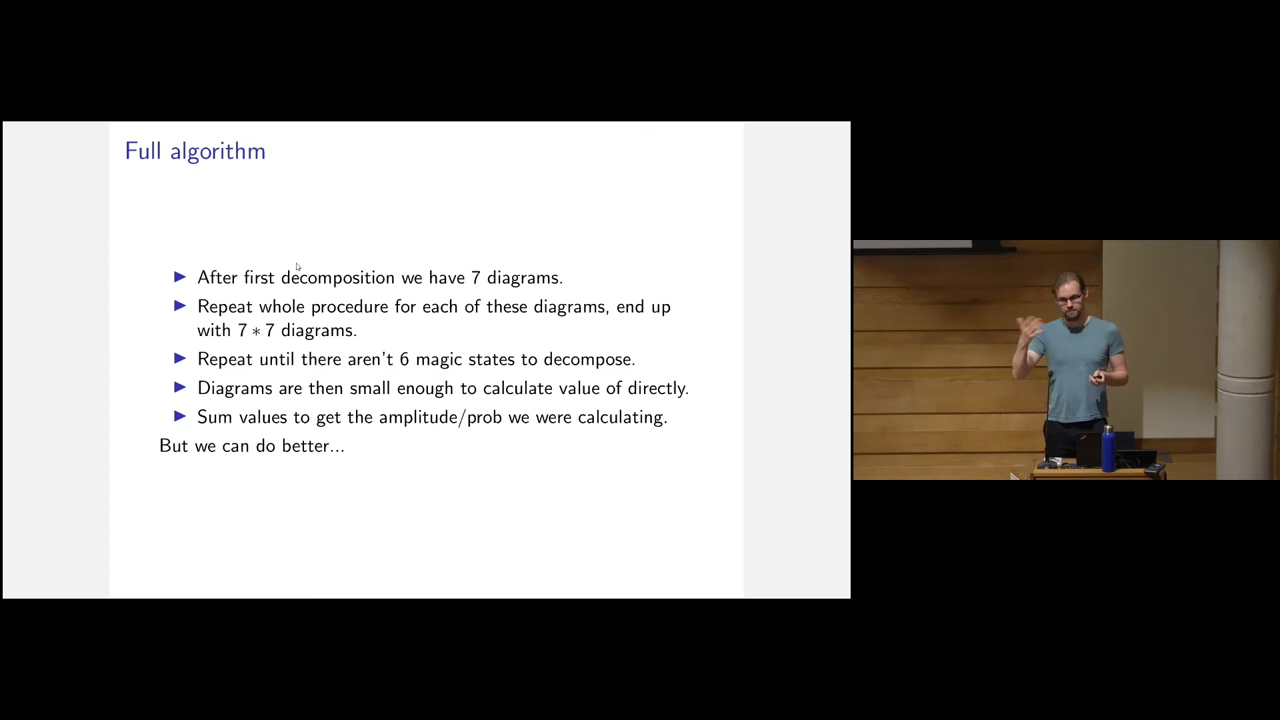 Full algorithm
▶ After first decomposition we have 7 diagrams.
▶ Repeat whole procedure for each of these diagrams, end up
with 7 ∗ 7 diagrams.
▶ Repeat until there aren't 6 magic states to decompose.
▶ Diagrams are then small enough to calculate value of directly.
▶ Sum values to get the amplitude/prob we were calculating.
But we can do better...